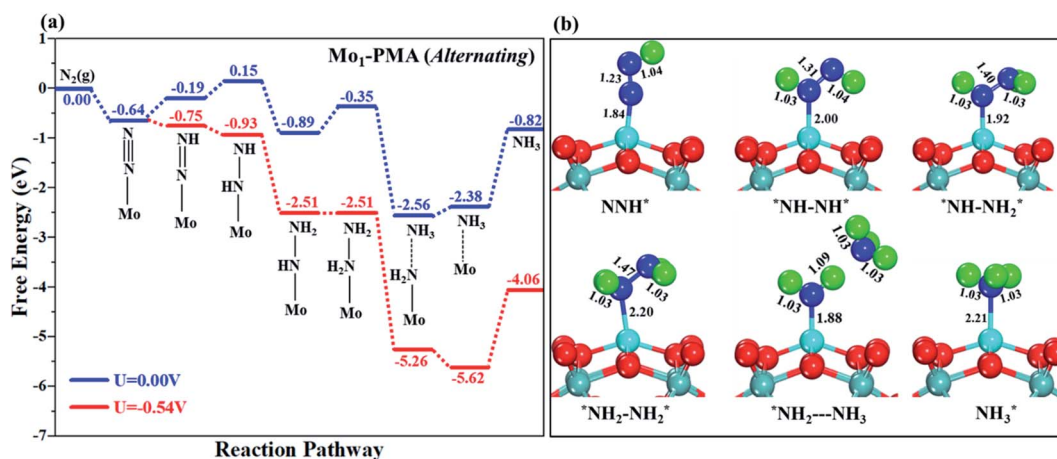 (a)
Mo1-PMA (Alternating)
Free Energy (eV)
1
0
-1
-2
-3
-4
-5
-6
-7
N2(g)
0.00
-0.64
-0.19
0.15
-0.89
-0.35
-2.56
-2.38
-0.82
NH3
-0.75
-0.93
-2.51
-2.51
-5.26
-5.62
-4.06
N
N
Mo
NH
N
Mo
NH
HN
Mo
NH2
HN
Mo
NH2
H2N
Mo
NH3
H2N
Mo
NH3
Mo
U=0.00V
U=-0.54V
Reaction Pathway
(b)
1.23
1.04
1.84
NNH*
1.31
1.03
1.04
2.00
*NH-NH*
1.40
1.03
1.03
1.92
*NH-NH2*
1.47
1.03
1.03
2.20
*NH2-NH2*
1.03
1.03
1.09
1.03
1.88
*NH2---NH3
1.03
1.03
2.21
NH3*